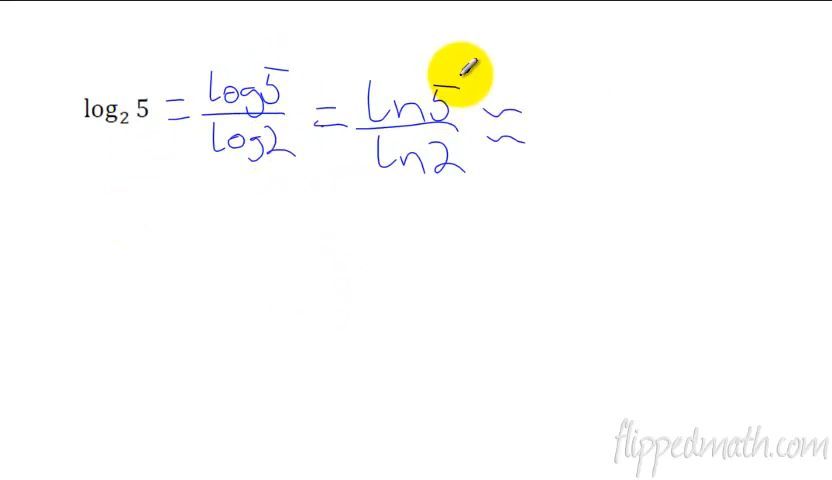 log₂ 5 = log5/log2 = ln5/ln2 ≈
flippedmath.com